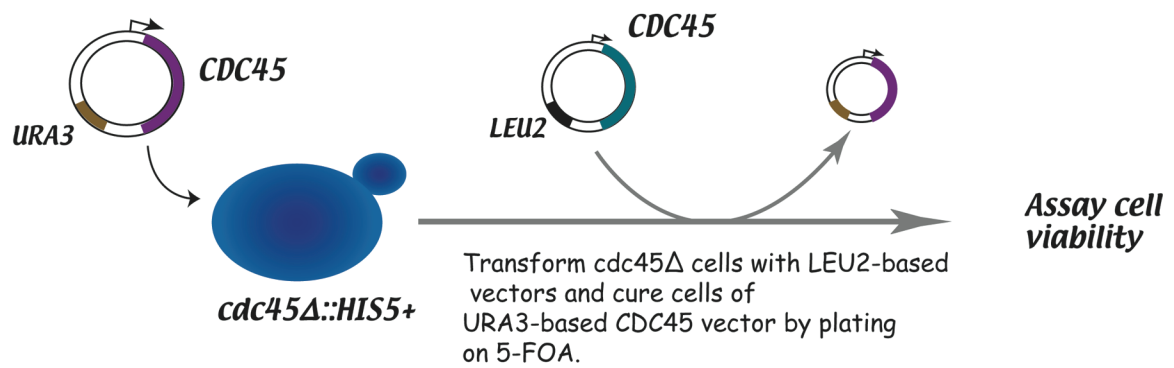 CDC45
URA3
cdc45Δ::HIS5+
CDC45
LEU2
Transform cdc45Δ cells with LEU2-based
vectors and cure cells of
URA3-based CDC45 vector by plating
on 5-FOA.
Assay cell
viability